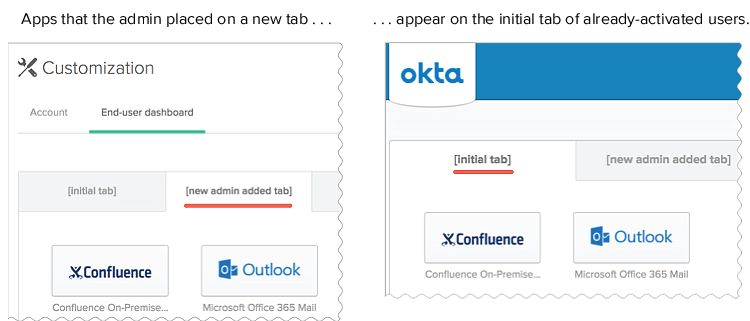 Apps that the admin placed on a new tab . . .
Customization
Account End-user dashboard
[initial tab] [new admin added tab]
Confluence Outlook
Confluence On-Premise... Microsoft Office 365 Mail
. . . appear on the initial tab of already-activated users.
okta
[initial tab] [new admin added tab]
Confluence Outlook
Confluence On-Premise... Microsoft Office 365 Mail